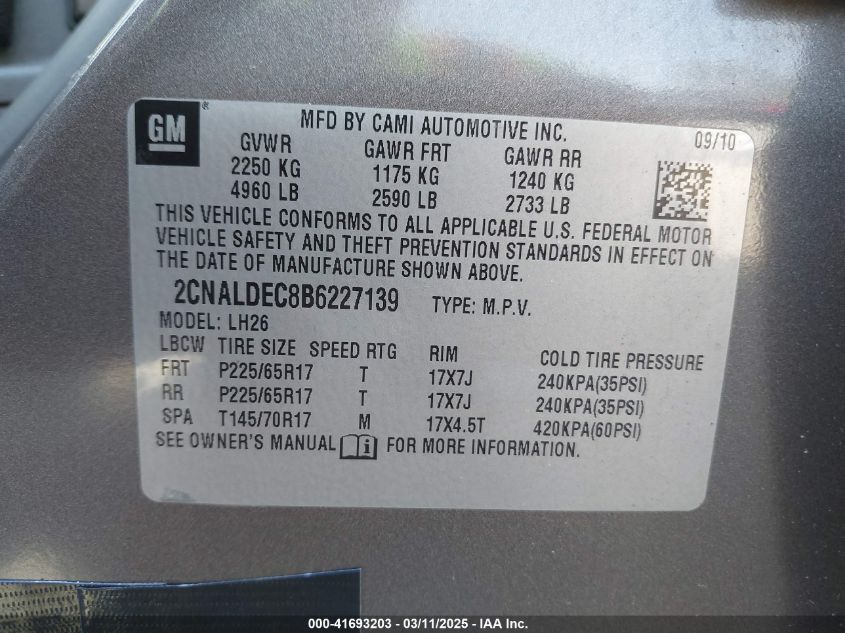 GM ®
MFD BY CAMI AUTOMOTIVE INC.
09/10
GVWR GAWR FRT GAWR RR
2250 KG 1175 KG 1240 KG
4960 LB 2590 LB 2733 LB
THIS VEHICLE CONFORMS TO ALL APPLICABLE U.S. FEDERAL MOTOR
VEHICLE SAFETY AND THEFT PREVENTION STANDARDS IN EFFECT ON
THE DATE OF MANUFACTURE SHOWN ABOVE.
2CNALDEC8B6227139 TYPE: M.P.V.
MODEL: LH26
LBCW TIRE SIZE SPEED RTG RIM COLD TIRE PRESSURE
FRT P225/65R17 T 17X7J 240KPA(35PSI)
RR P225/65R17 T 17X7J 240KPA(35PSI)
SPA T145/70R17 M 17X4.5T 420KPA(60PSI)
SEE OWNER'S MANUAL FOR MORE INFORMATION.
000-41693203 - 03/11/2025 - IAA Inc.